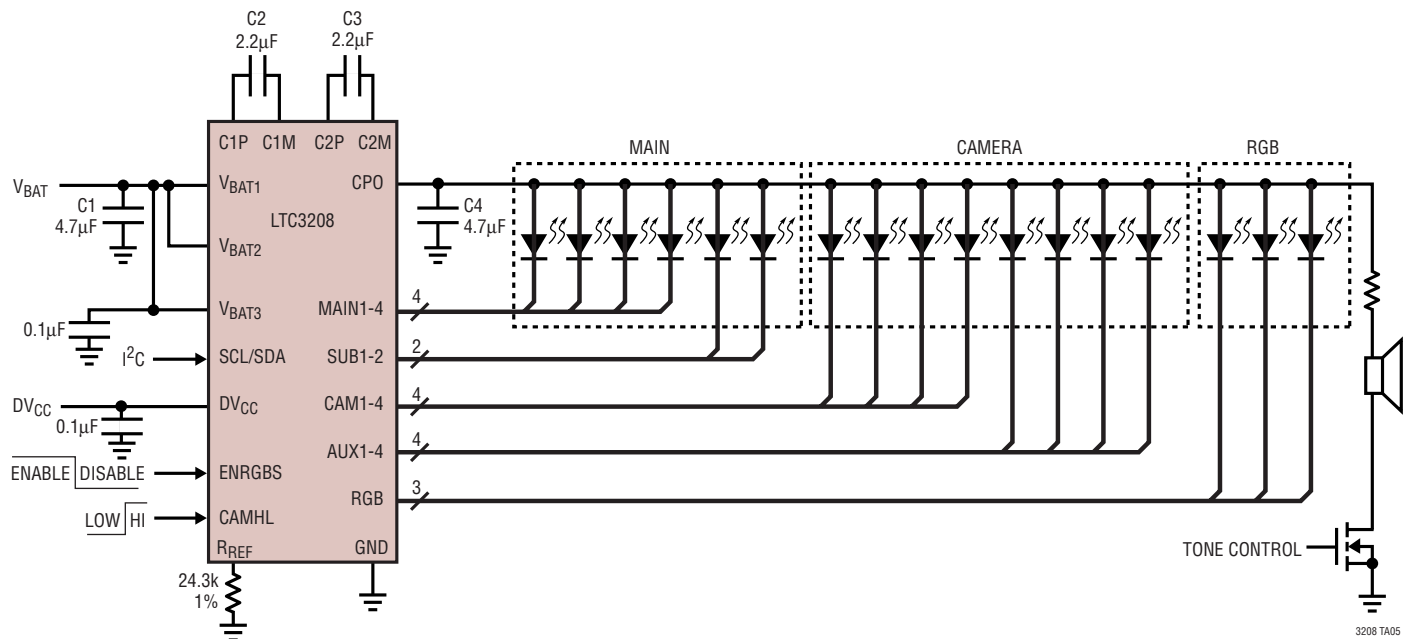 C2
2.2µF
C3
2.2µF
C1P C1M C2P C2M
MAIN
CAMERA
RGB
VBAT
VBAT1
CPO
C1
4.7µF
LTC3208
C4
4.7µF
VBAT2
VBAT3
MAIN1-4
4
0.1µF
I2C
SCL/SDA
SUB1-2
2
DVCC
DVCC
CAM1-4
4
0.1µF
AUX1-4
4
ENABLE DISABLE
ENRGBS
RGB
3
LOW HI
CAMHL
RREF
GND
TONE CONTROL
24.3k
1%
3208 TA05